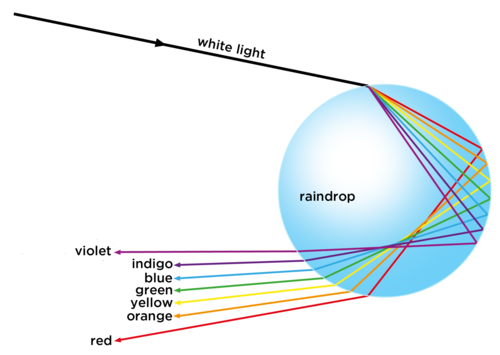 white light
raindrop
violet
indigo
blue
green
yellow
orange
red